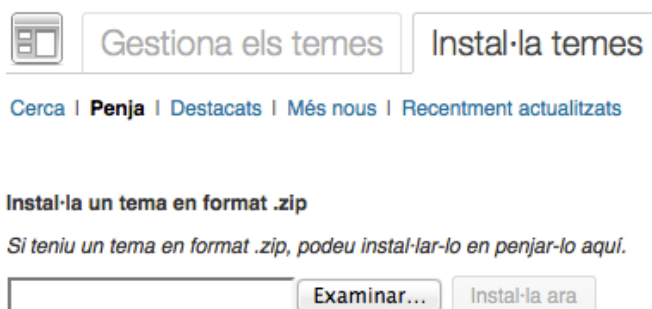 Gestiona els temes Instal·la temes
Cerca | Penja | Destacats | Més nous | Recentment actualitzats
Instal·la un tema en format .zip
Si teniu un tema en format .zip, podeu instal·lar-lo en penjar-lo aquí.
Examinar... Instal·la ara